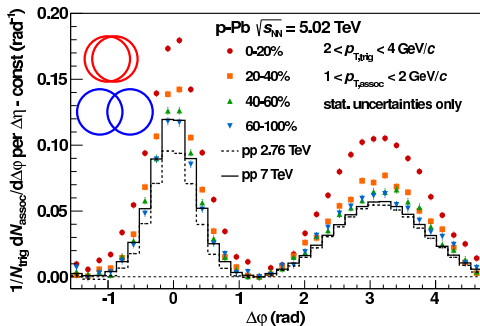 p-Pb √sNN = 5.02 TeV
0-20%
20-40%
40-60%
60-100%
pp 2.76 TeV
pp 7 TeV
2 < pT,trig < 4 GeV/c
1 < pT,assoc < 2 GeV/c
stat. uncertainties only
1/Ntrig dNassoc/dΔφ per Δη - const (rad⁻¹)
0.20
0.15
0.10
0.05
0.00
-1 0 1 2 3 4
Δφ (rad)